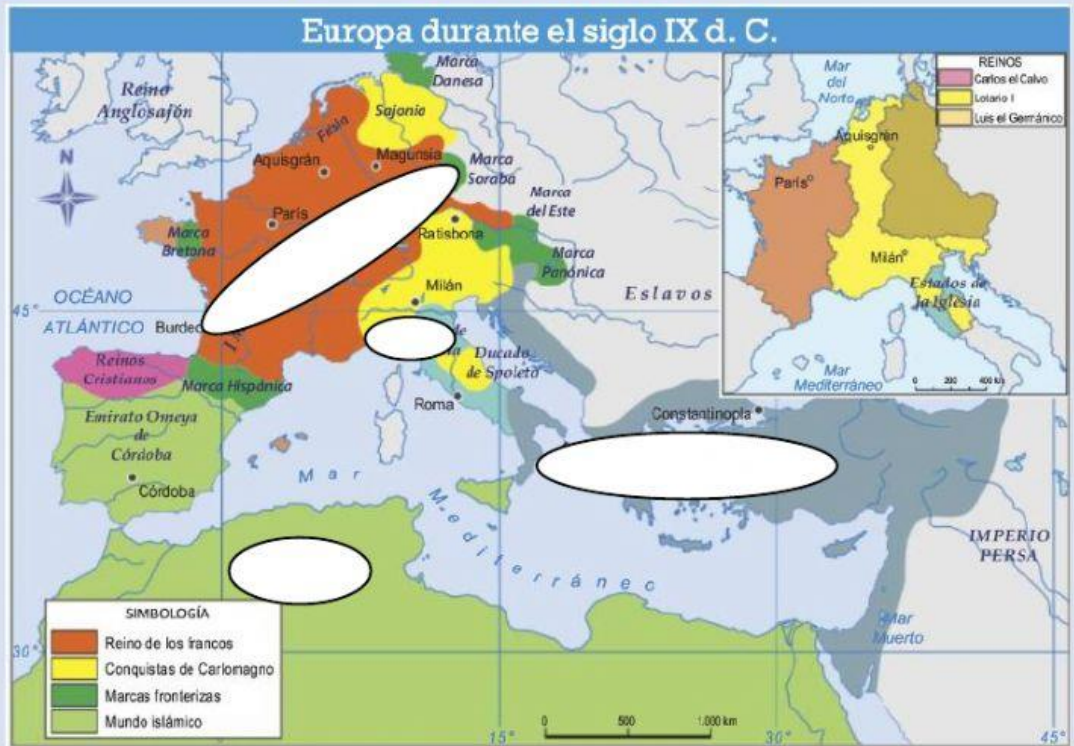 Europa durante el siglo IX d. C.
Reino
Anglosajón
Marca
Danesa
Sajonia
Fisia
Aquisgrán
Magunsia
Marca
Soraba
París
Marca
del Este
Marca
Bretona
Ratisbona
Marca
Panónica
Milán
Eslavos
OCÉANO
ATLÁNTICO
45°
Reinos
Cristianos
Marca Hispánica
Ducado
de Spoleto
Roma
Constantinopla
Emirato Omeya
de
Córdoba
Córdoba
Mar
Mediterránec
IMPERIO
PERSA
Mar
Muerto
N
REINOS
Carlos el Calvo
Lotario I
Luis el Germánico
Mar
del
Norte
Aquisgrán
París
Milán
Estados de
la Iglesia
Mar
Mediterráneo
0 200 400 km
SIMBOLOGÍA
Reino de los francos
Conquistas de Carlomagno
Marcas fronterizas
Mundo islámico
30°
0 500 1.000 km
15°
30°
45°